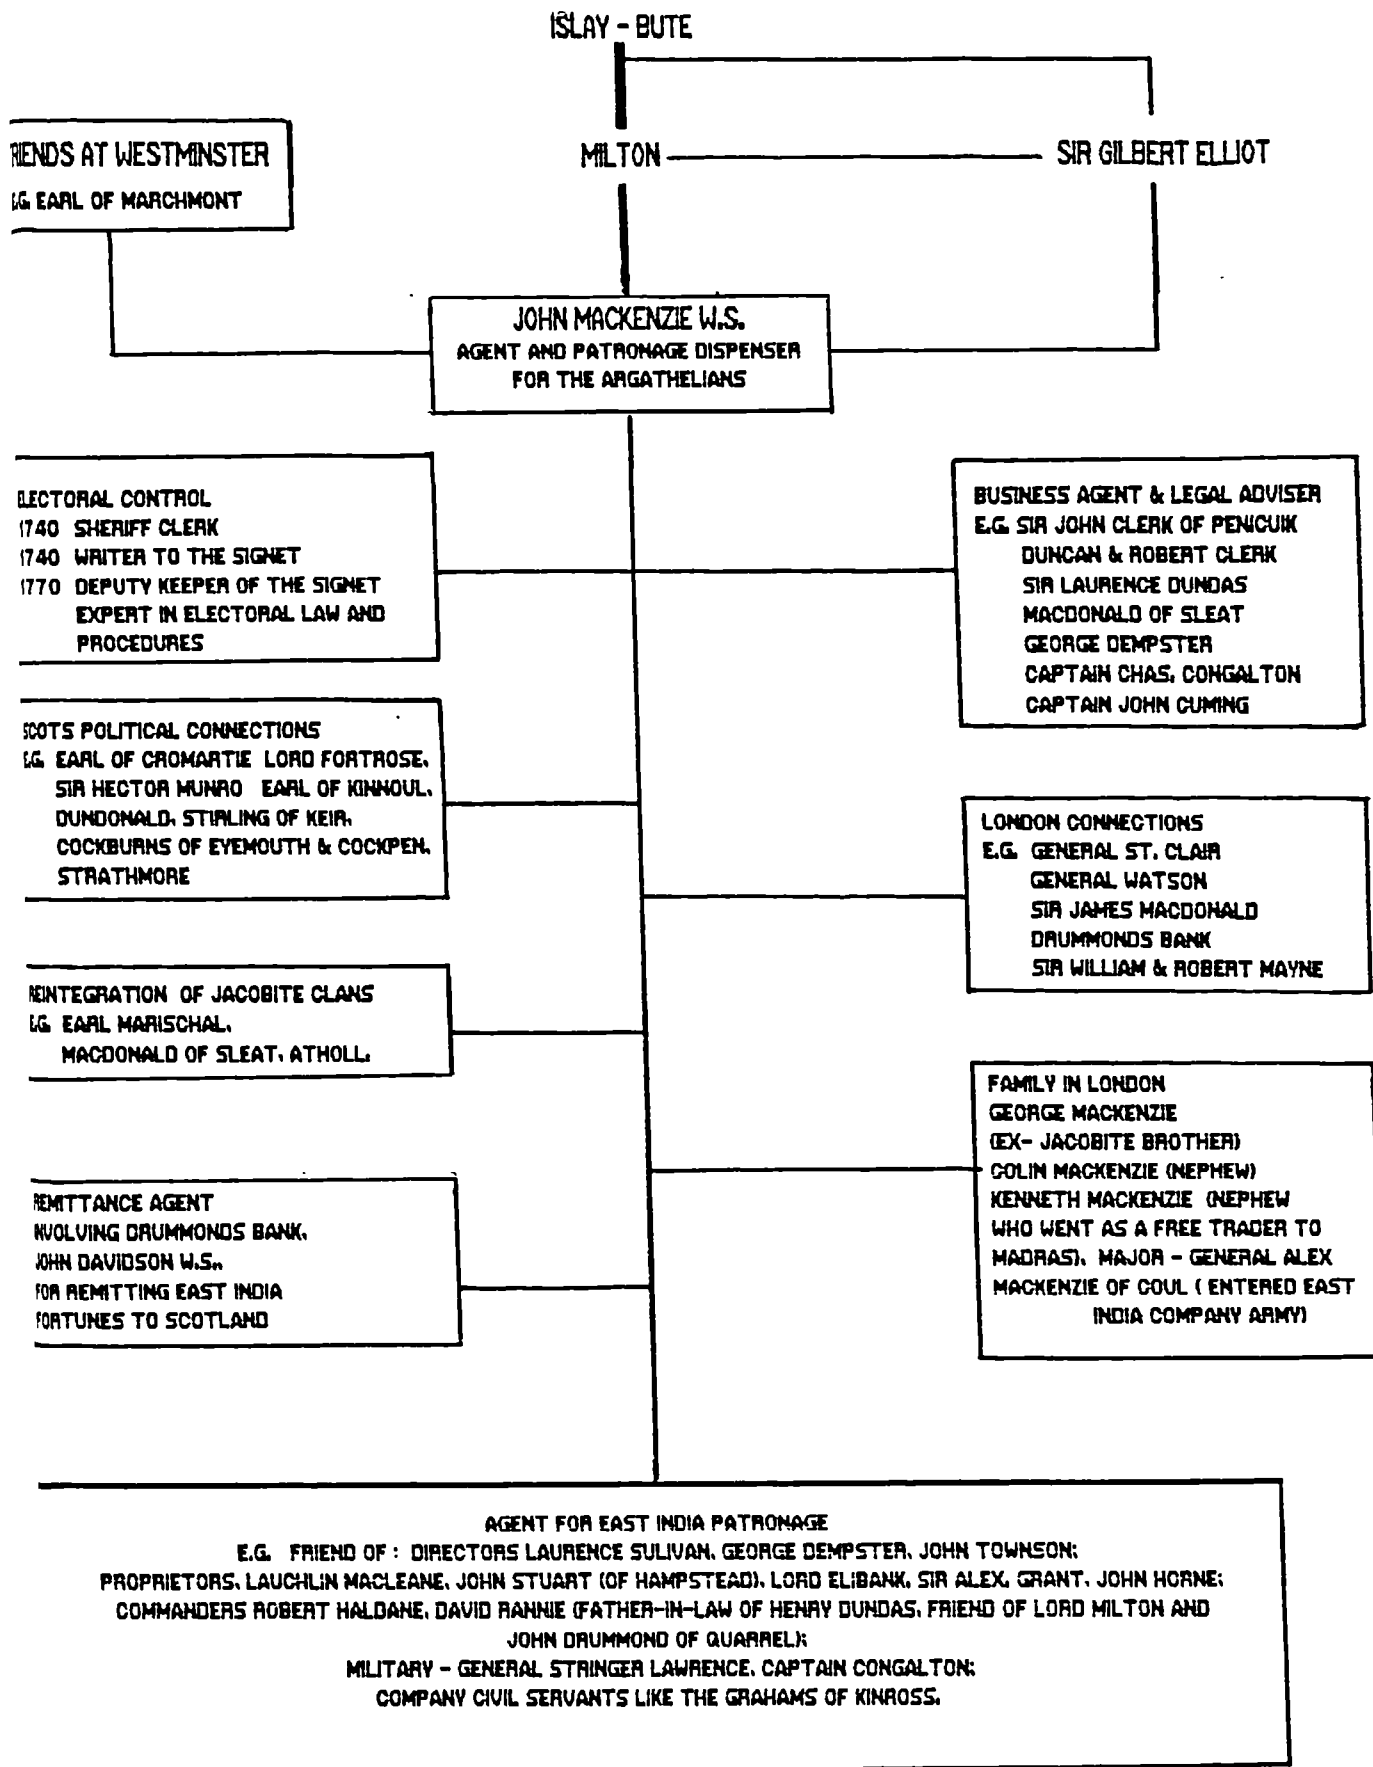 ISLAY - BUTE
RIENDS AT WESTMINSTER
.G. EARL OF MARCHMONT
MILTON
SIR GILBERT ELLIOT
JOHN MACKENZIE W.S.
AGENT AND PATRONAGE DISPENSER
FOR THE ARGATHELIANS
LECTORAL CONTROL
1740 SHERIFF CLERK
1740 WRITER TO THE SIGNET
1770 DEPUTY KEEPER OF THE SIGNET
EXPERT IN ELECTORAL LAW AND
PROCEDURES
BUSINESS AGENT & LEGAL ADVISER
E.G. SIR JOHN CLERK OF PENICUIK
DUNCAN & ROBERT CLERK
SIR LAURENCE DUNDAS
MACDONALD OF SLEAT
GEORGE DEMPSTER
CAPTAIN CHAS. CONGALTON
CAPTAIN JOHN CUMING
SCOTS POLITICAL CONNECTIONS
E.G. EARL OF CROMARTIE LORD FORTROSE,
SIR HECTOR MUNRO EARL OF KINNOUL,
DUNDONALD, STIRLING OF KEIR,
COCKBURNS OF EYEMOUTH & COCKPEN,
STRATHMORE
LONDON CONNECTIONS
E.G. GENERAL ST. CLAIR
GENERAL WATSON
SIR JAMES MACDONALD
DRUMMONDS BANK
SIR WILLIAM & ROBERT MAYNE
REINTEGRATION OF JACOBITE CLANS
E.G. EARL MARISCHAL,
MACDONALD OF SLEAT, ATHOLL.
FAMILY IN LONDON
GEORGE MACKENZIE
(EX- JACOBITE BROTHER)
COLIN MACKENZIE (NEPHEW)
KENNETH MACKENZIE (NEPHEW
WHO WENT AS A FREE TRADER TO
MADRAS). MAJOR - GENERAL ALEX
MACKENZIE OF COUL ( ENTERED EAST
INDIA COMPANY ARMY)
REMITTANCE AGENT
NVOLVING DRUMMONDS BANK,
JOHN DAVIDSON W.S.,
FOR REMITTING EAST INDIA
FORTUNES TO SCOTLAND
AGENT FOR EAST INDIA PATRONAGE
E.G. FRIEND OF : DIRECTORS LAURENCE SULIVAN, GEORGE DEMPSTER, JOHN TOWNSON;
PROPRIETORS, LAUCHLIN MACLEANE, JOHN STUART (OF HAMPSTEAD), LORD ELIBANK, SIR ALEX. GRANT, JOHN HORNE;
COMMANDERS ROBERT HALDANE, DAVID RANNIE (FATHER-IN-LAW OF HENRY DUNDAS, FRIEND OF LORD MILTON AND
JOHN DRUMMOND OF QUARREL);
MILITARY - GENERAL STRINGER LAWRENCE, CAPTAIN CONGALTON;
COMPANY CIVIL SERVANTS LIKE THE GRAHAMS OF KINROSS.